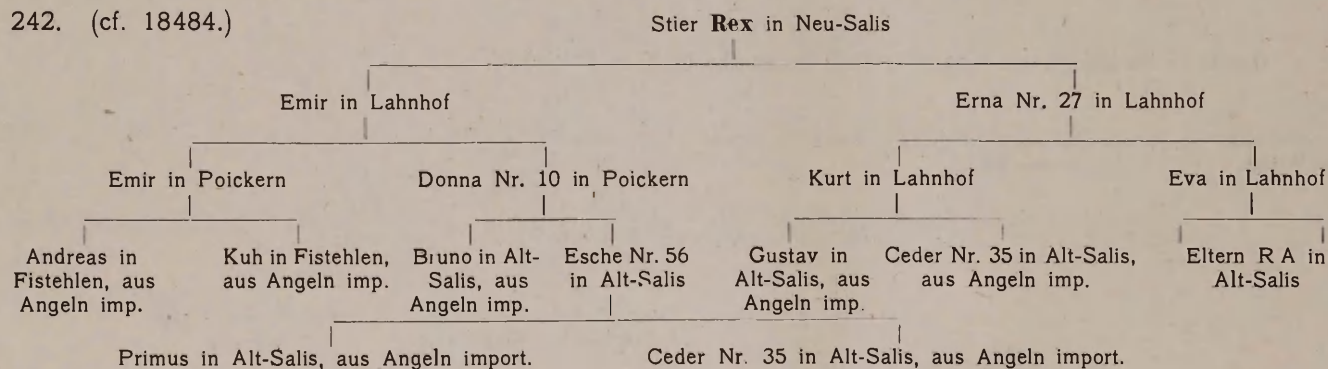 242. (cf. 18484.)
Stier Rex in Neu-Salis
Emir in Lahnhof
Erna Nr. 27 in Lahnhof
Emir in Poickern
Donna Nr. 10 in Poickern
Kurt in Lahnhof
Eva in Lahnhof
Andreas in
Fistehlen, aus
Angeln imp.
Kuh in Fistehlen,
aus Angeln imp.
Bruno in Alt-
Salis, aus
Angeln imp.
Esche Nr. 56
in Alt-Salis
Gustav in
Alt-Salis, aus
Angeln imp.
Ceder Nr. 35 in Alt-Salis,
aus Angeln imp.
Eltern R A in
Alt-Salis
Primus in Alt-Salis, aus Angeln import.
Ceder Nr. 35 in Alt-Salis, aus Angeln import.